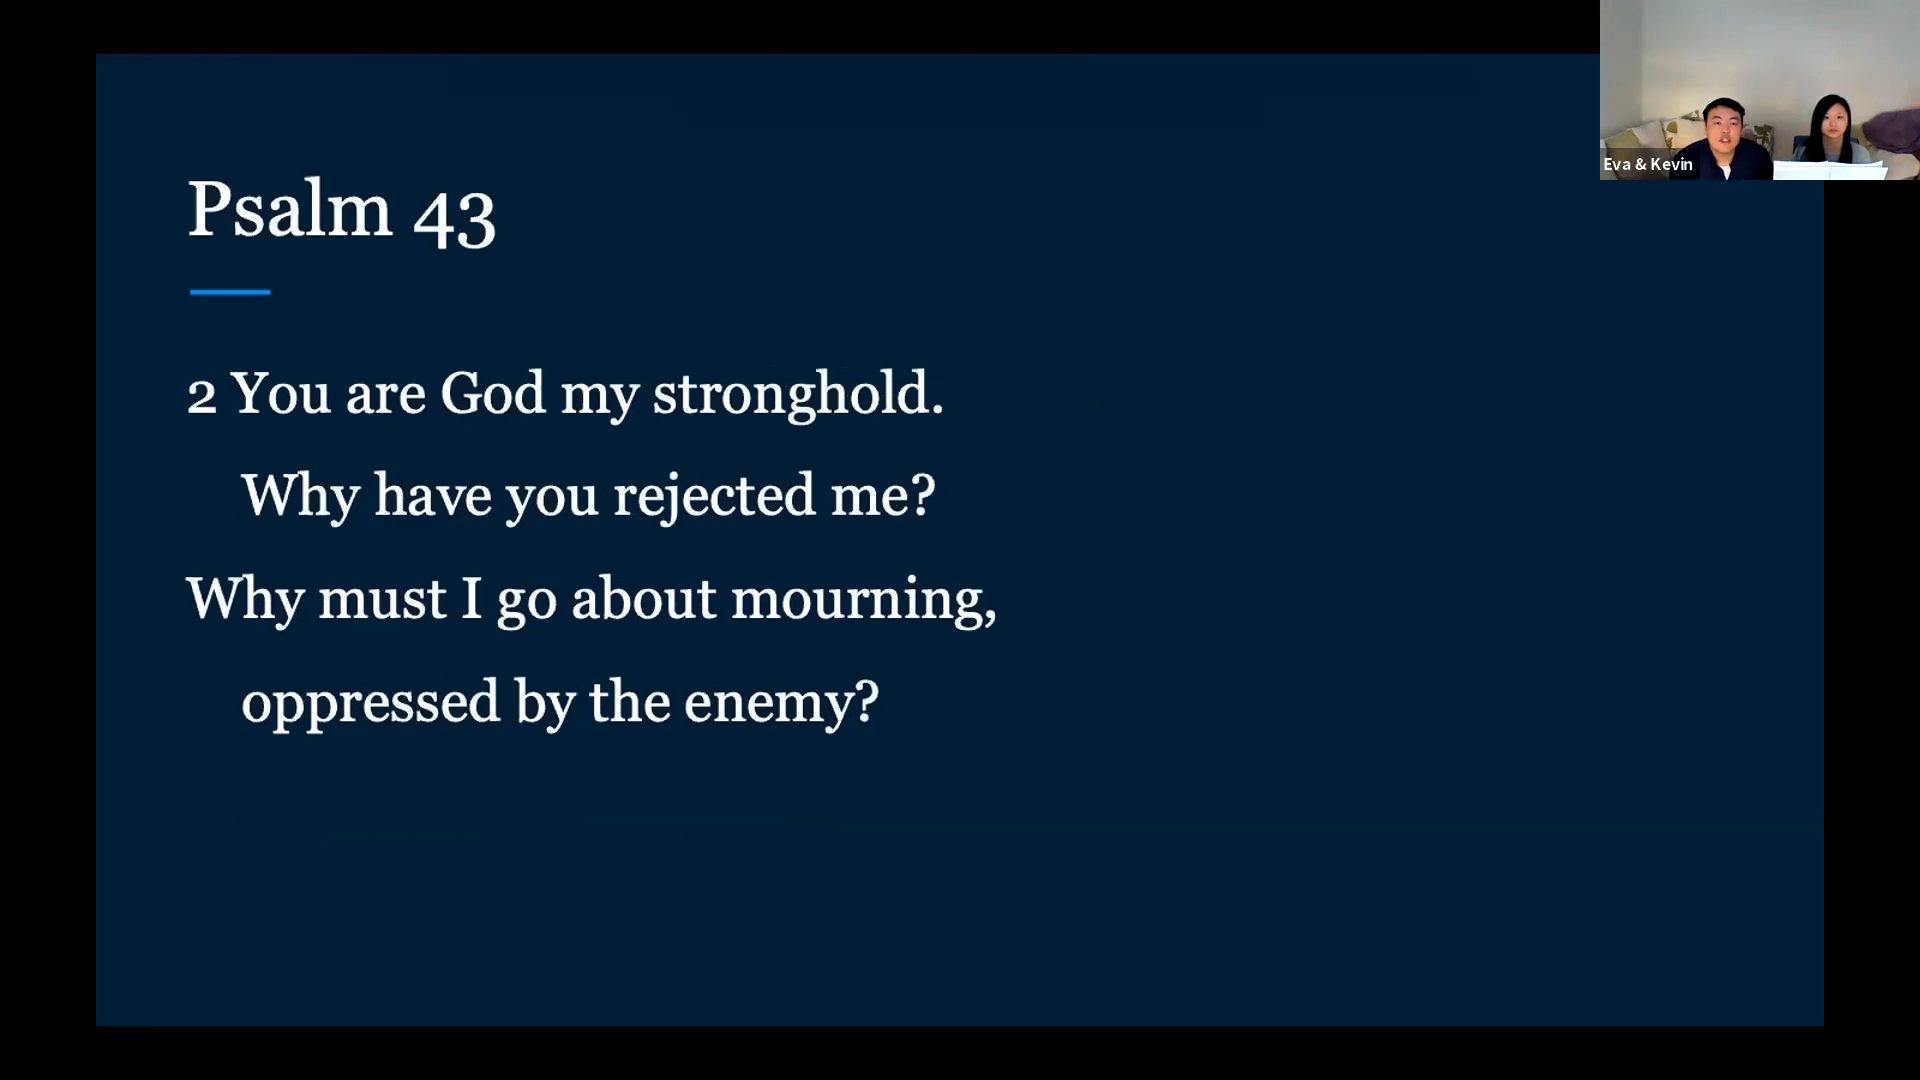 Psalm 43
2 You are God my stronghold.
Why have you rejected me?
Why must I go about mourning,
oppressed by the enemy?
Eva & Kevin